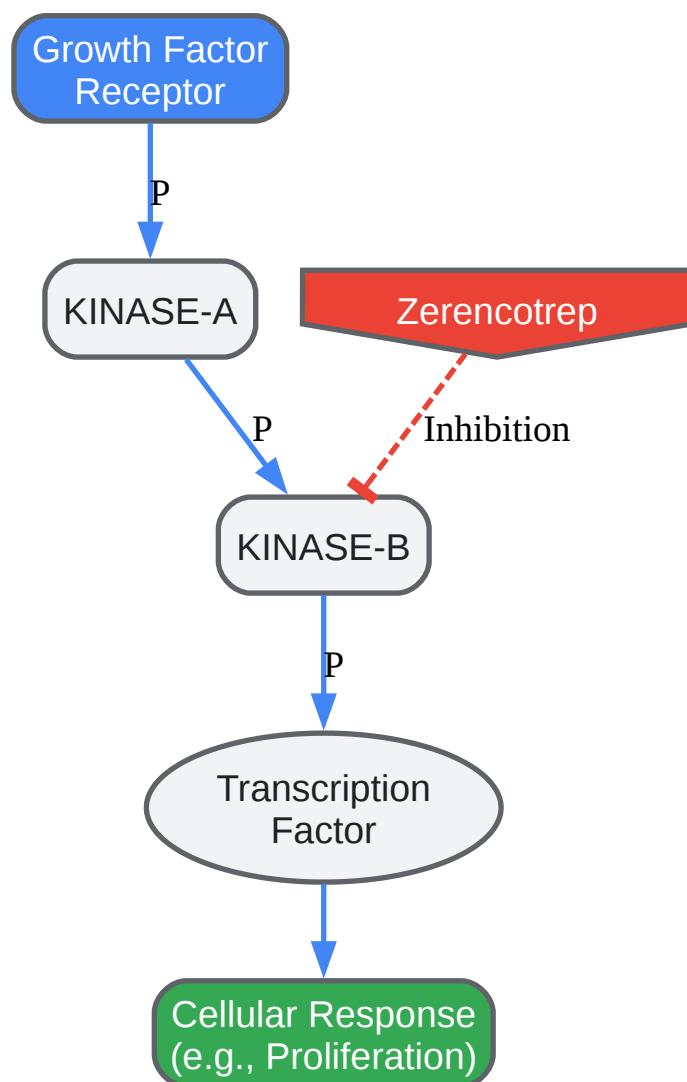 Growth Factor
Receptor
P
KINASE-A
Zerencotrep
P
Inhibition
KINASE-B
P
Transcription
Factor
Cellular Response
(e.g., Proliferation)